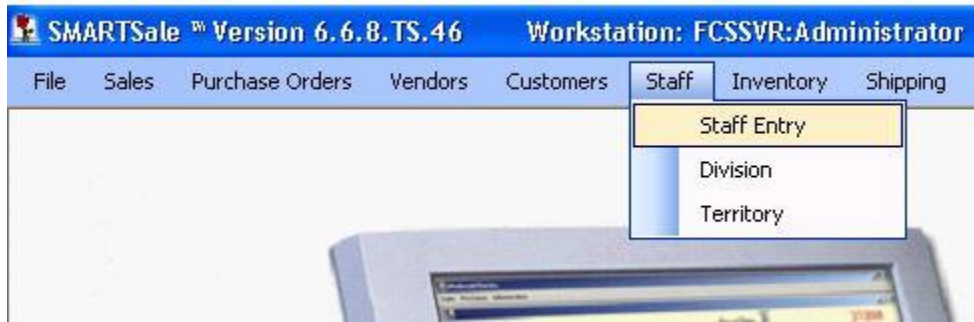 SMARTSale ™ Version 6.6.8.TS.46 Workstation: FCSSVR:Administrator
File Sales Purchase Orders Vendors Customers Staff Inventory Shipping
Staff Entry
Division
Territory